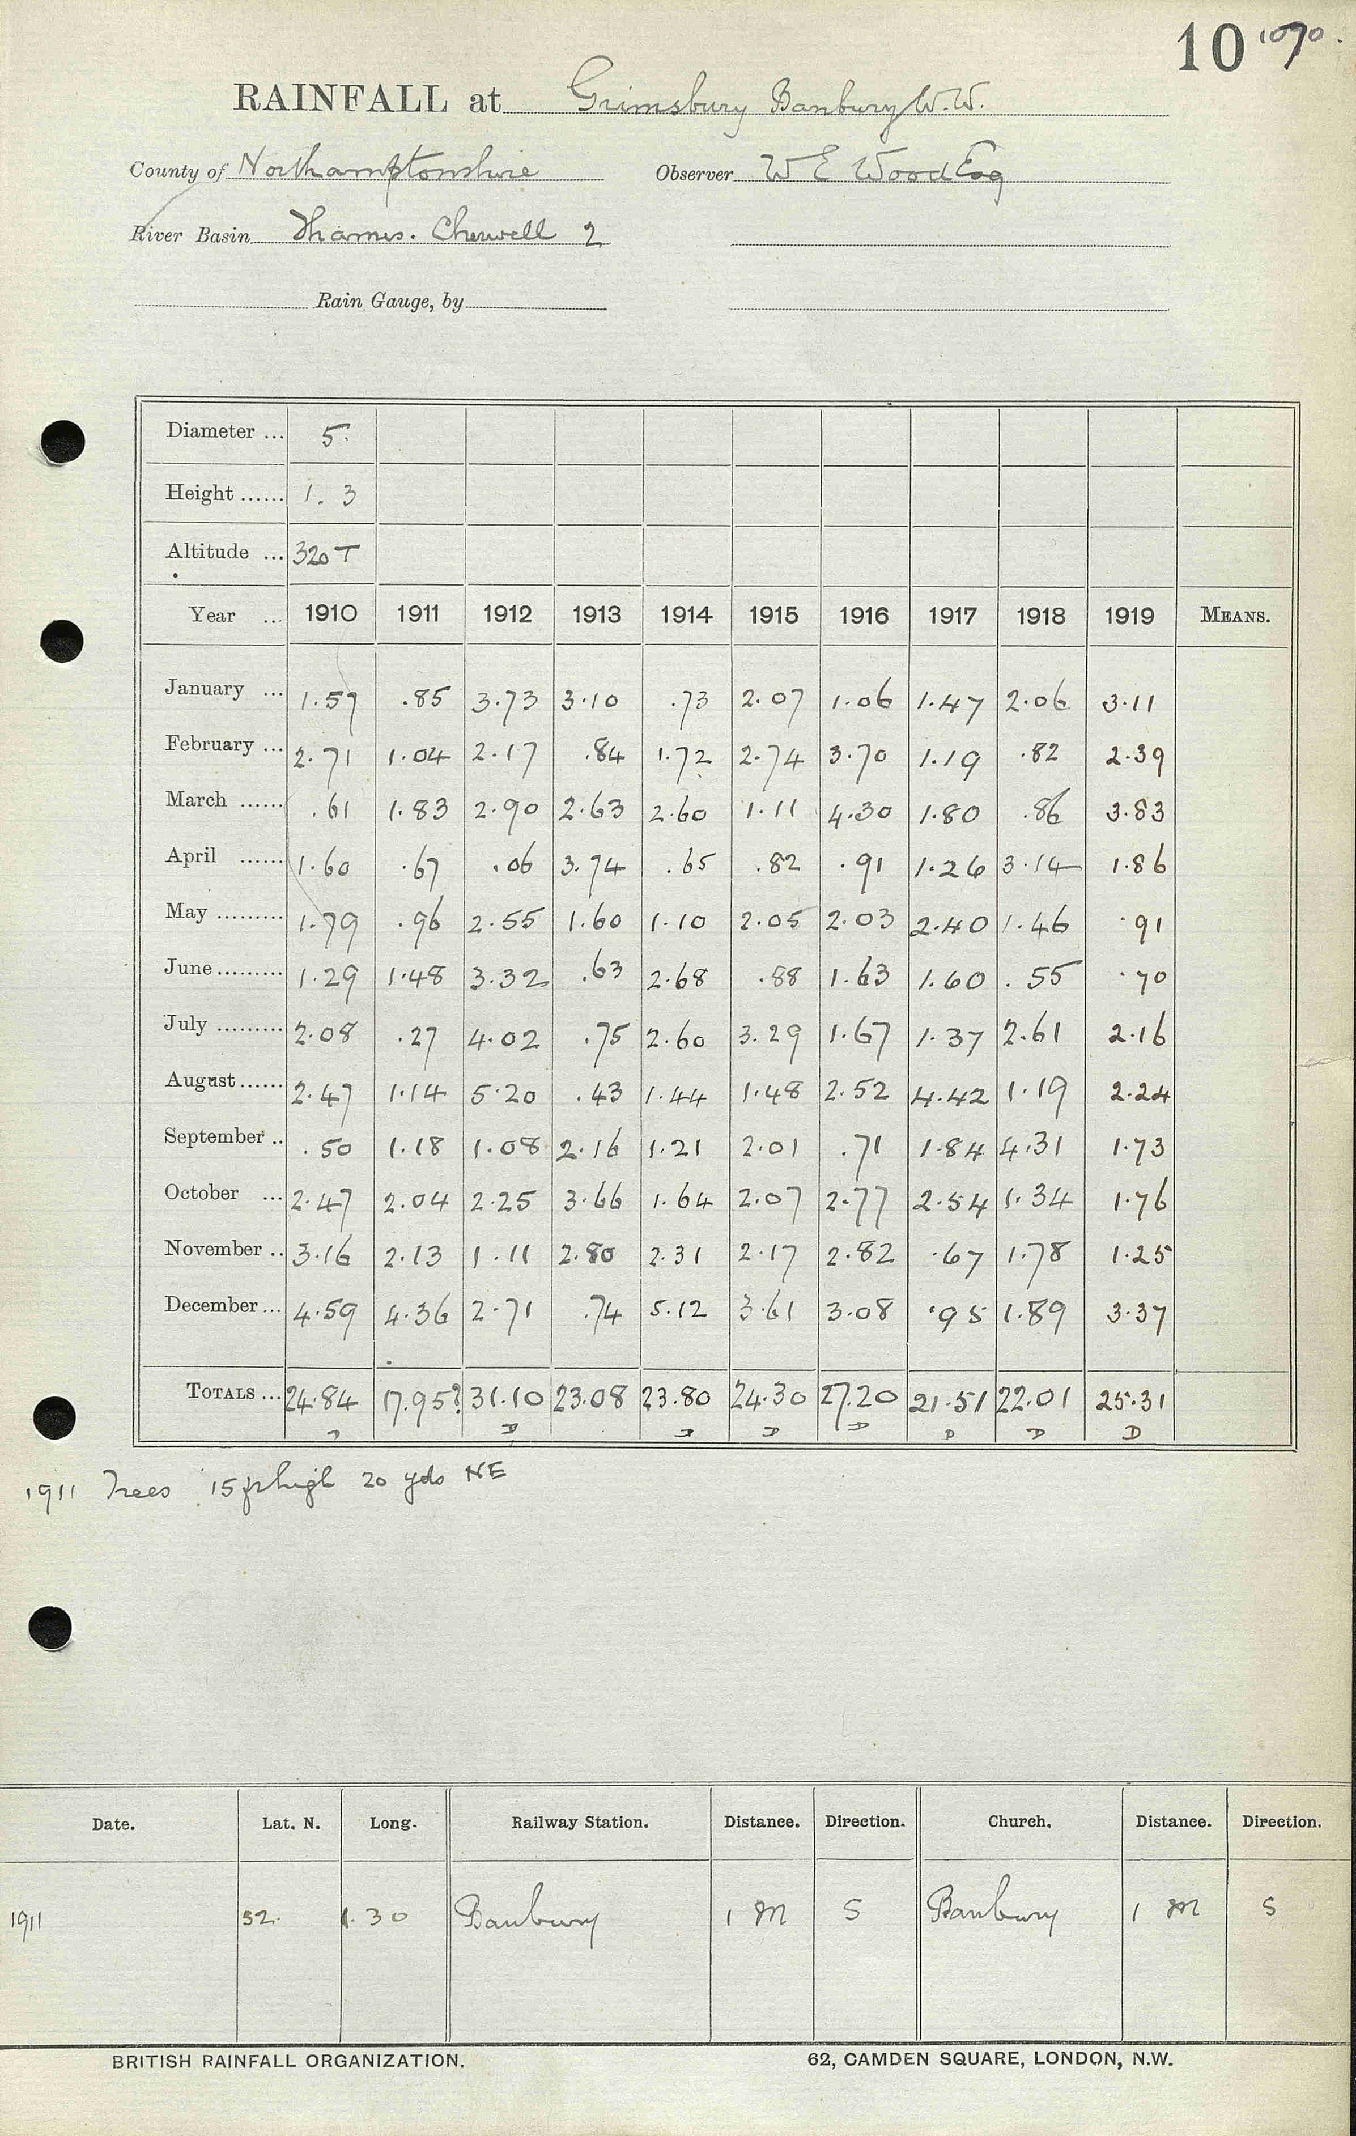 10 1070.
RAINFALL at Grimsbury Banbury W.W.
County of Northamptonshire Observer W E Wood Esq
River Basin Thames. Cherwell 2
Rain Gauge, by
Diameter ... 5.
Height ...... 1. 3
Altitude ... 320 T
Year ... 1910 1911 1912 1913 1914 1915 1916 1917 1918 1919 MEANS.
January ... 1.57 .85 3.73 3.10 .73 2.07 1.06 1.47 2.06 3.11
February ... 2.71 1.04 2.17 .84 1.72 2.74 3.70 1.19 .82 2.39
March ...... .61 1.83 2.90 2.63 2.60 1.11 4.30 1.80 .86 3.83
April ...... 1.60 .67 .06 3.74 .65 .82 .91 1.26 3.14 1.86
May ......... 1.79 .96 2.55 1.60 1.10 2.05 2.03 2.40 1.46 .91
June ......... 1.29 1.48 3.32 .63 2.68 .88 1.63 1.60 .55 .70
July ......... 2.08 .27 4.02 .75 2.60 3.29 1.67 1.37 2.61 2.16
August ...... 2.47 1.14 5.20 .43 1.44 1.48 2.52 4.42 1.19 2.24
September .. .50 1.18 1.08 2.16 1.21 2.01 .71 1.84 4.31 1.73
October ... 2.47 2.04 2.25 3.66 1.64 2.07 2.77 2.54 1.34 1.76
November .. 3.16 2.13 1.11 2.80 2.31 2.17 2.82 .67 1.78 1.25
December ... 4.59 4.36 2.71 .74 5.12 3.61 3.08 .95 1.89 3.37
TOTALS ... 24.84 17.95? 31.10 23.08 23.80 24.30 27.20 21.51 22.01 25.31
D D D D D D D D
1911 Trees 15 ft high 20 yds NE
Date. Lat. N. Long. Railway Station. Distance. Direction. Church. Distance. Direction.
1911 52. 1.30 Banbury 1 M S Banbury 1 M S
BRITISH RAINFALL ORGANIZATION. 62, CAMDEN SQUARE, LONDON, N.W.